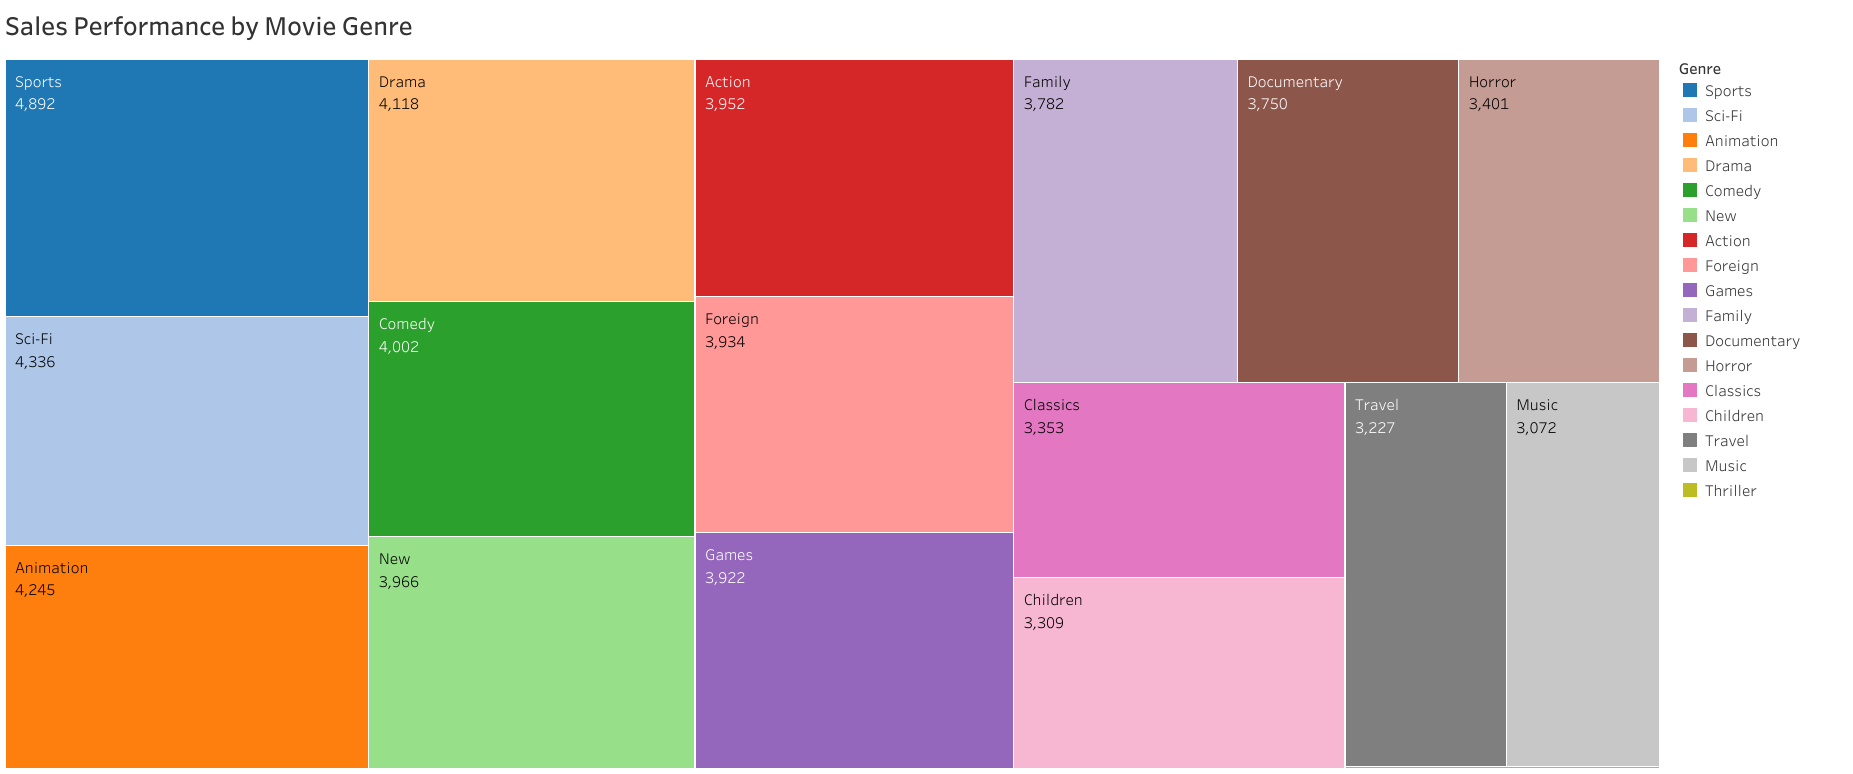 Sales Performance by Movie Genre
Sports
4,892
Sci-Fi
4,336
Animation
4,245
Drama
4,118
Comedy
4,002
New
3,966
Action
3,952
Foreign
3,934
Games
3,922
Family
3,782
Documentary
3,750
Horror
3,401
Classics
3,353
Children
3,309
Travel
3,227
Music
3,072
Genre
Sports
Sci-Fi
Animation
Drama
Comedy
New
Action
Foreign
Games
Family
Documentary
Horror
Classics
Children
Travel
Music
Thriller